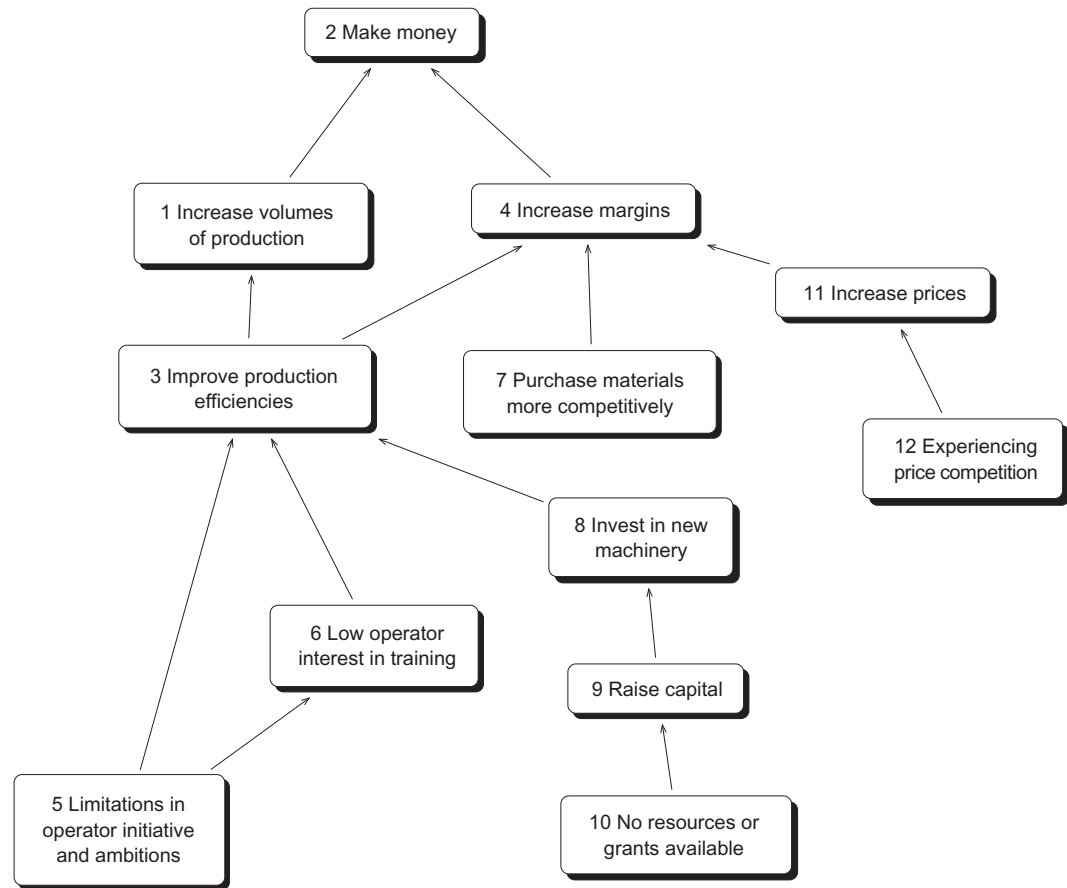 2 Make money
1 Increase volumes
of production
4 Increase margins
11 Increase prices
3 Improve production
efficiencies
7 Purchase materials
more competitively
12 Experiencing
price competition
8 Invest in new
machinery
6 Low operator
interest in training
9 Raise capital
5 Limitations in
operator initiative
and ambitions
10 No resources or
grants available